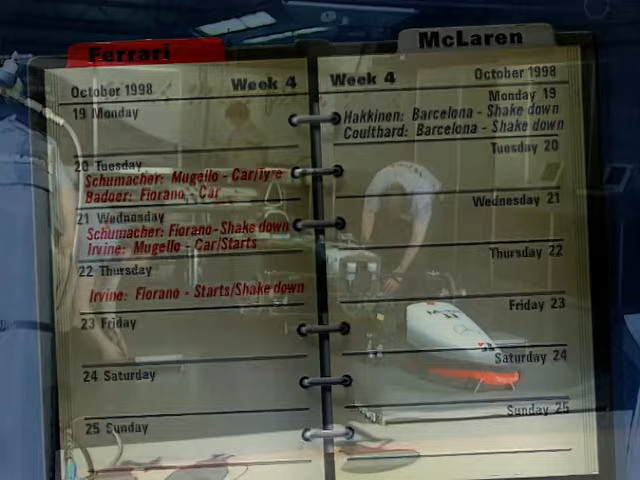 Ferrari
October 1998 Week 4
19 Monday
20 Tuesday
Schumacher: Mugello - Car/Tyre
Badoer: Fiorano - Car
21 Wednesday
Schumacher: Fiorano-Shake down
Irvine: Mugello - Car/Starts
22 Thursday
Irvine: Fiorano - Starts/Shake down
23 Friday
24 Saturday
25 Sunday
McLaren
Week 4 October 1998
Monday 19
Hakkinen: Barcelona - Shake down
Coulthard: Barcelona - Shake down
Tuesday 20
Wednesday 21
Thursday 22
Friday 23
Saturday 24
Sunday 25